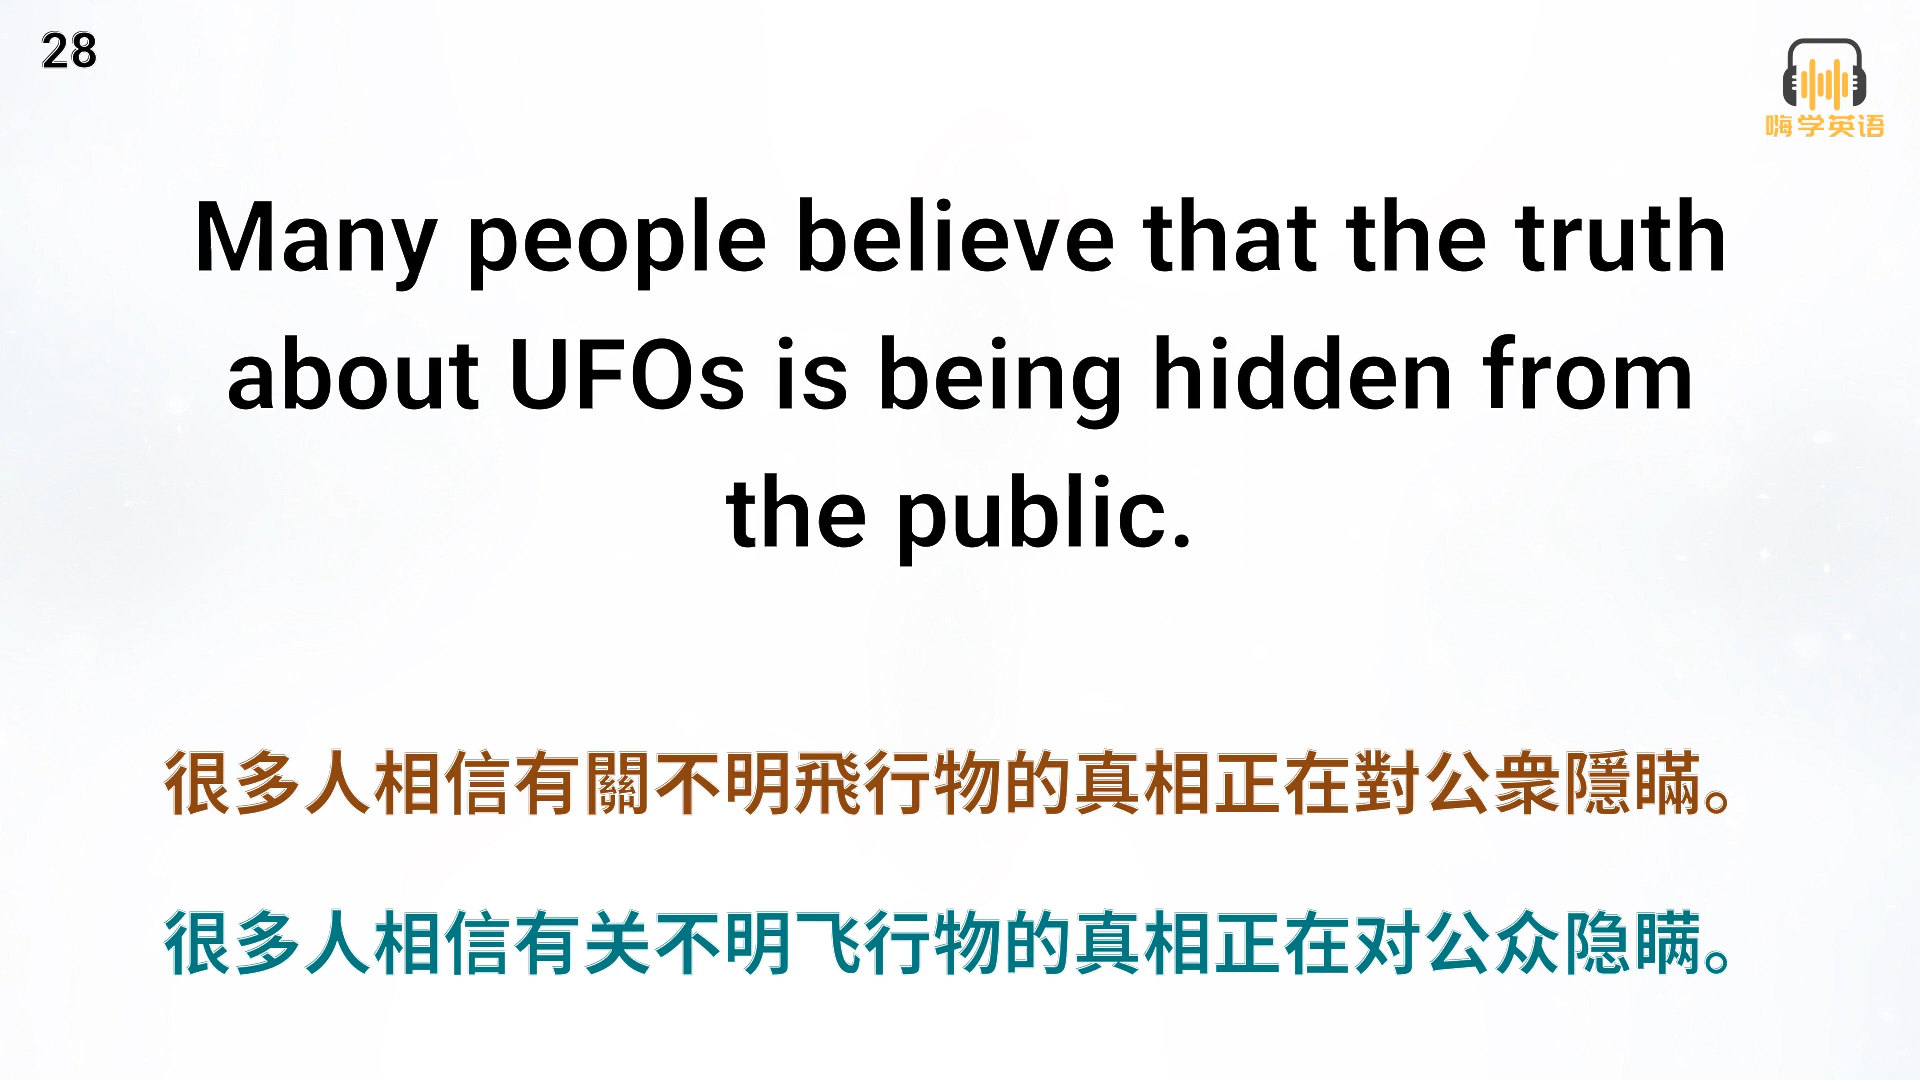 28
嗨学英语
Many people believe that the truth
about UFOs is being hidden from
the public.
很多人相信有關不明飛行物的真相正在對公衆隱瞞。
很多人相信有关不明飞行物的真相正在对公众隐瞒。